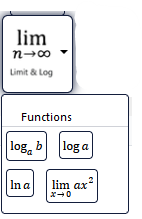 lim
n→∞
Limit & Log
Functions
logₐ b
log a
ln a
lim ax²
x→0